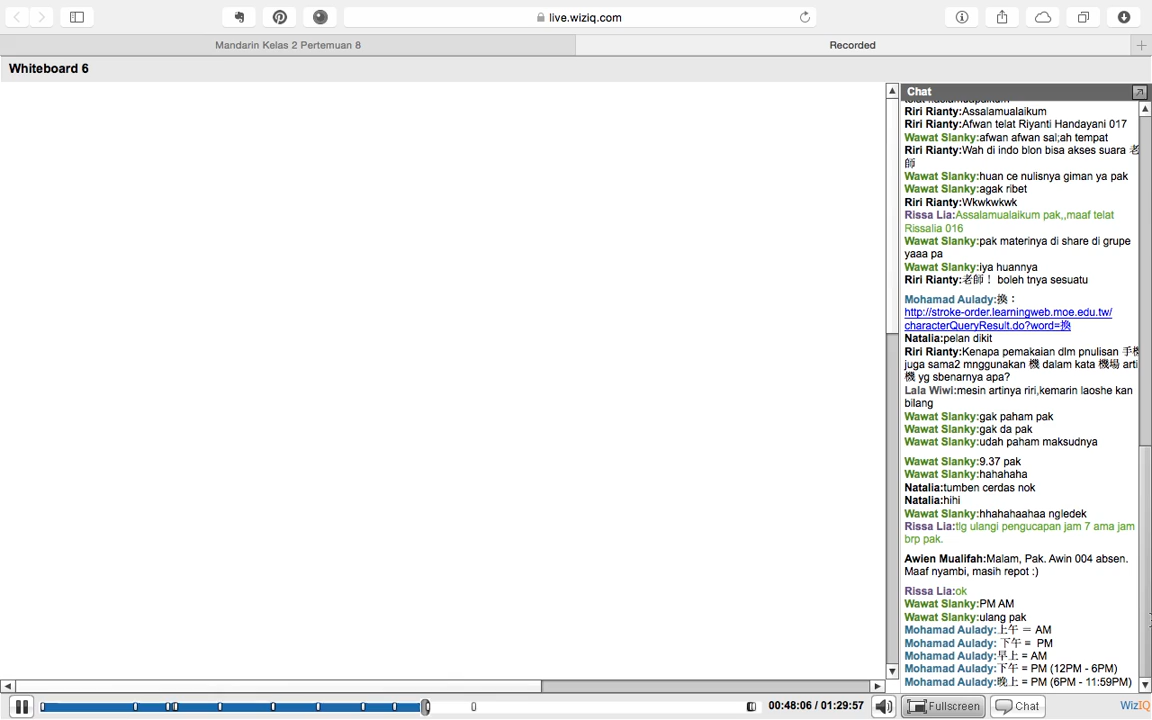 live.wiziq.com
Mandarin Kelas 2 Pertemuan 8
Recorded
Whiteboard 6
Chat
Riri Rianty:Assalamualaikum
Riri Rianty:Afwan telat Riyanti Handayani 017
Wawat Slanky:afwan afwan sal;ah tempat
Riri Rianty:Wah di indo blon bisa akses suara 老
師
Wawat Slanky:huan ce nulisnya giman ya pak
Wawat Slanky:agak ribet
Riri Rianty:Wkwkwkwk
Rissa Lia:Assalamualaikum pak,,maaf telat
Rissalia 016
Wawat Slanky:pak materinya di share di grupe
yaaa pa
Wawat Slanky:iya huannya
Riri Rianty:老師！ boleh tnya sesuatu
Mohamad Aulady:換：
http://stroke-order.learningweb.moe.edu.tw/
characterQueryResult.do?word=換
Natalia:pelan dikit
Riri Rianty:Kenapa pemakaian dlm pnulisan 手機
juga sama2 mnggunakan 機 dalam kata 機場 arti
機 yg sbenarnya apa?
Lala Wiwi:mesin artinya riri,kemarin laoshe kan
bilang
Wawat Slanky:gak paham pak
Wawat Slanky:gak da pak
Wawat Slanky:udah paham maksudnya
Wawat Slanky:9.37 pak
Wawat Slanky:hahahaha
Natalia:tumben cerdas nok
Natalia:hihi
Wawat Slanky:hhahahaahaa ngledek
Rissa Lia:tlg ulangi pengucapan jam 7 ama jam
brp pak.
Awien Mualifah:Malam, Pak. Awin 004 absen.
Maaf nyambi, masih repot :)
Rissa Lia:ok
Wawat Slanky:PM AM
Wawat Slanky:ulang pak
Mohamad Aulady:上午 = AM
Mohamad Aulady: 下午 = PM
Mohamad Aulady:早上 = AM
Mohamad Aulady:下午 = PM (12PM - 6PM)
Mohamad Aulady:晚上 = PM (6PM - 11:59PM)
00:48:06 / 01:29:57
Fullscreen
Chat
WizIQ